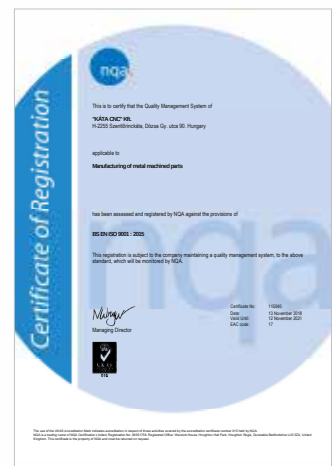 Certificate of Registration
nqa.
This is to certify that the Quality Management System of
"KÁTA CNC" Kft.
H-2255 Szentlőrinckáta, Dózsa Gy. utca 90. Hungary
applicable to
Manufacturing of metal machined parts
has been assessed and registered by NQA against the provisions of
BS EN ISO 9001 : 2015
This registration is subject to the company maintaining a quality management system, to the above
standard, which will be monitored by NQA.
Managing Director
Certificate No:
Date: 13 November 2018
Valid Until: 12 November 2021
EAC code: 17
UKAS
nqa